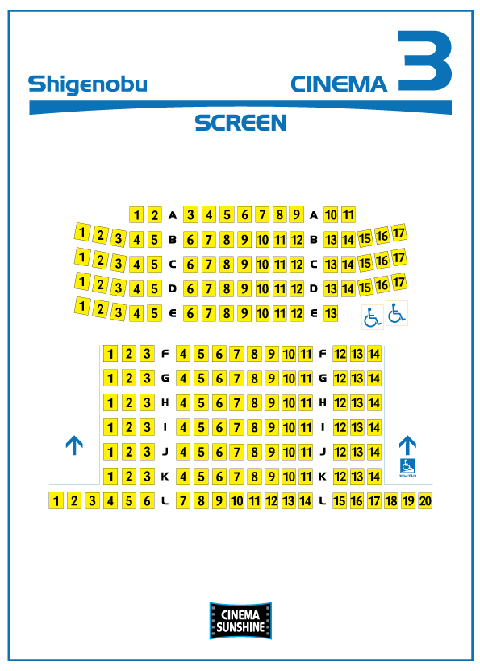 3
Shigenobu CINEMA
SCREEN
1 2 A 3 4 5 6 7 8 9 A 10 11
1 2 3 4 5 B 6 7 8 9 10 11 12 B 13 14 15 16 17
1 2 3 4 5 C 6 7 8 9 10 11 12 C 13 14 15 16 17
1 2 3 4 5 D 6 7 8 9 10 11 12 D 13 14 15 16 17
1 2 3 4 5 E 6 7 8 9 10 11 12 E 13
1 2 3 F 4 5 6 7 8 9 10 11 F 12 13 14
1 2 3 G 4 5 6 7 8 9 10 11 G 12 13 14
1 2 3 H 4 5 6 7 8 9 10 11 H 12 13 14
1 2 3 I 4 5 6 7 8 9 10 11 I 12 13 14
1 2 3 J 4 5 6 7 8 9 10 11 J 12 13 14
1 2 3 K 4 5 6 7 8 9 10 11 K 12 13 14
1 2 3 4 5 6 L 7 8 9 10 11 12 13 14 L 15 16 17 18 19 20
CINEMA
SUNSHINE